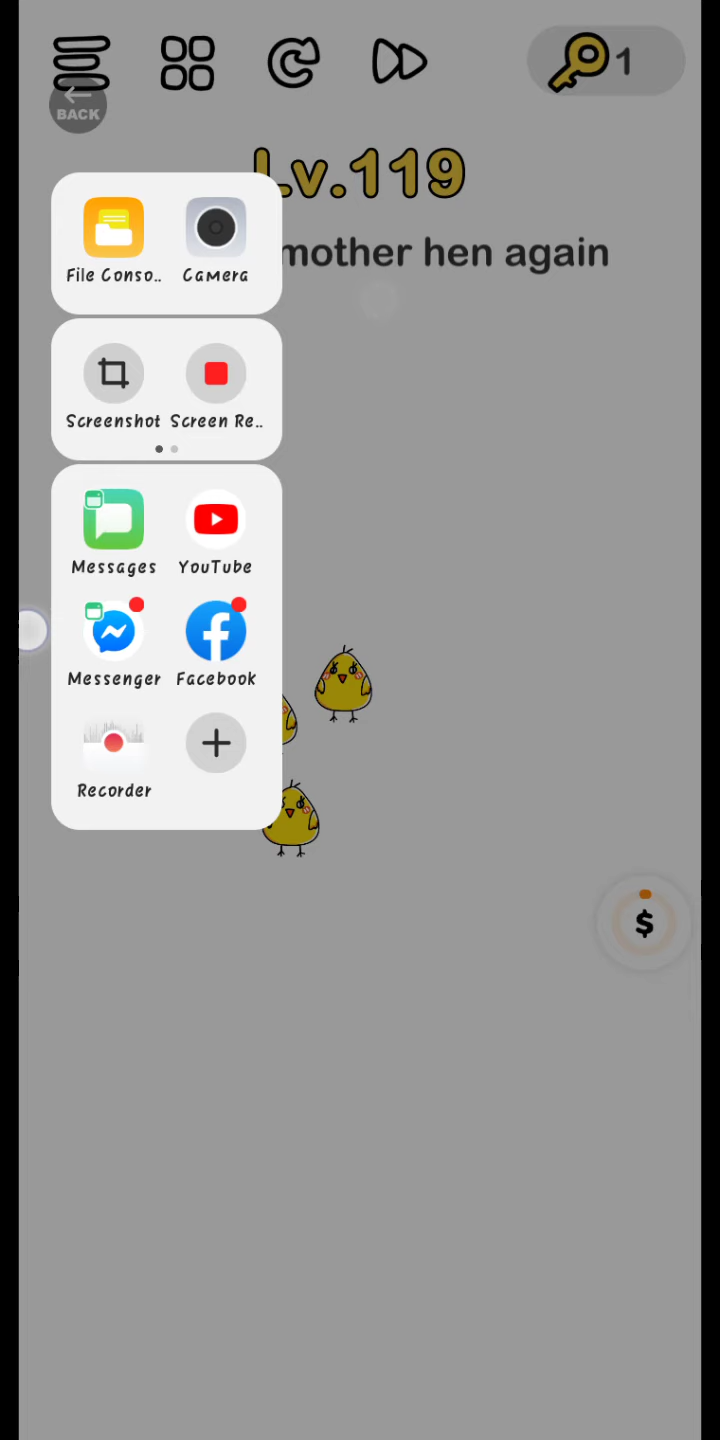 1
BACK
Lv.119
mother hen again
File Conso..
Camera
Screenshot
Screen Re..
Messages
YouTube
Messenger
Facebook
Recorder
$